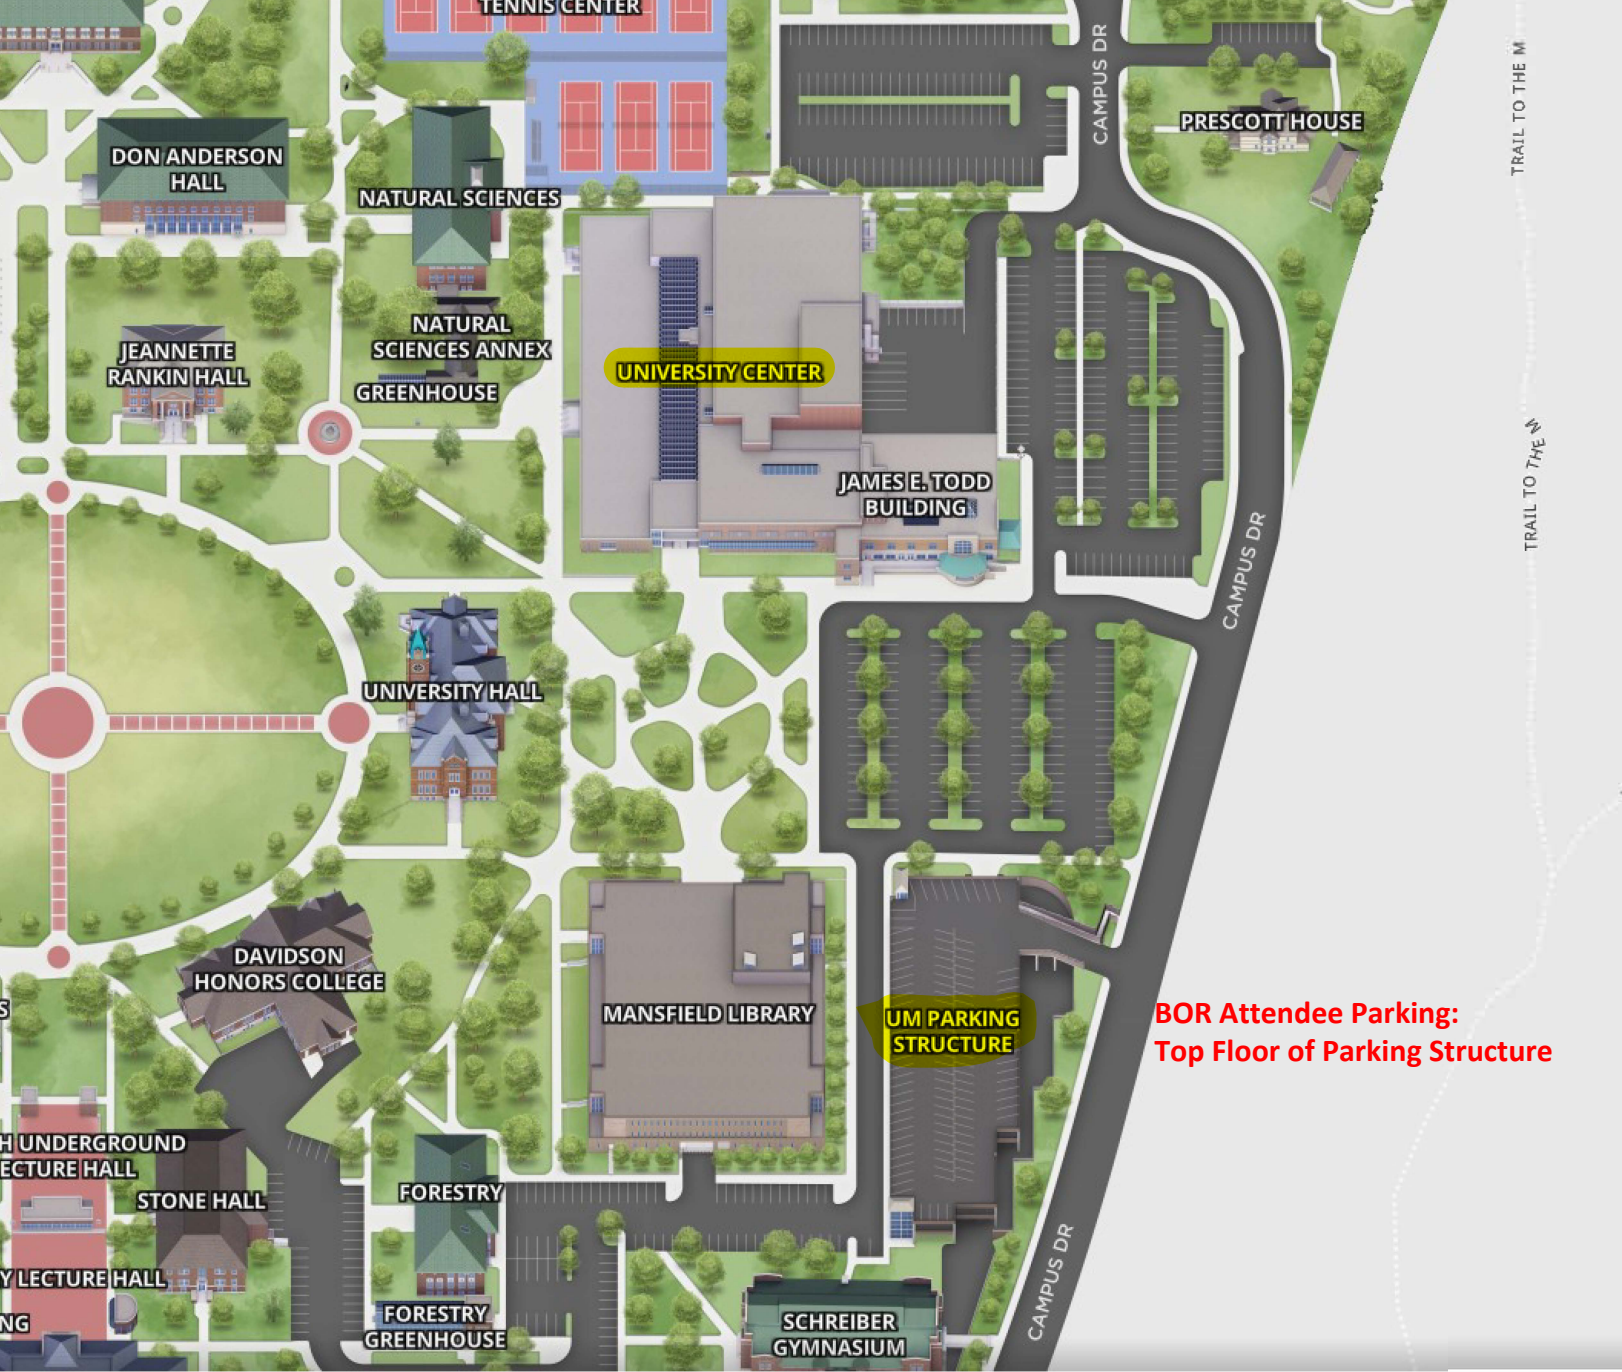 TENNIS CENTER
CAMPUS DR
TRAIL TO THE M
PRESCOTT HOUSE
DON ANDERSON
HALL
NATURAL SCIENCES
NATURAL
SCIENCES ANNEX
JEANNETTE
RANKIN HALL
GREENHOUSE
UNIVERSITY CENTER
JAMES E. TODD
BUILDING
TRAIL TO THE M
CAMPUS DR
UNIVERSITY HALL
DAVIDSON
HONORS COLLEGE
S
MANSFIELD LIBRARY
UM PARKING
STRUCTURE
BOR Attendee Parking:
Top Floor of Parking Structure
H UNDERGROUND
ECTURE HALL
STONE HALL
FORESTRY
CAMPUS DR
Y LECTURE HALL
NG
FORESTRY
GREENHOUSE
SCHREIBER
GYMNASIUM